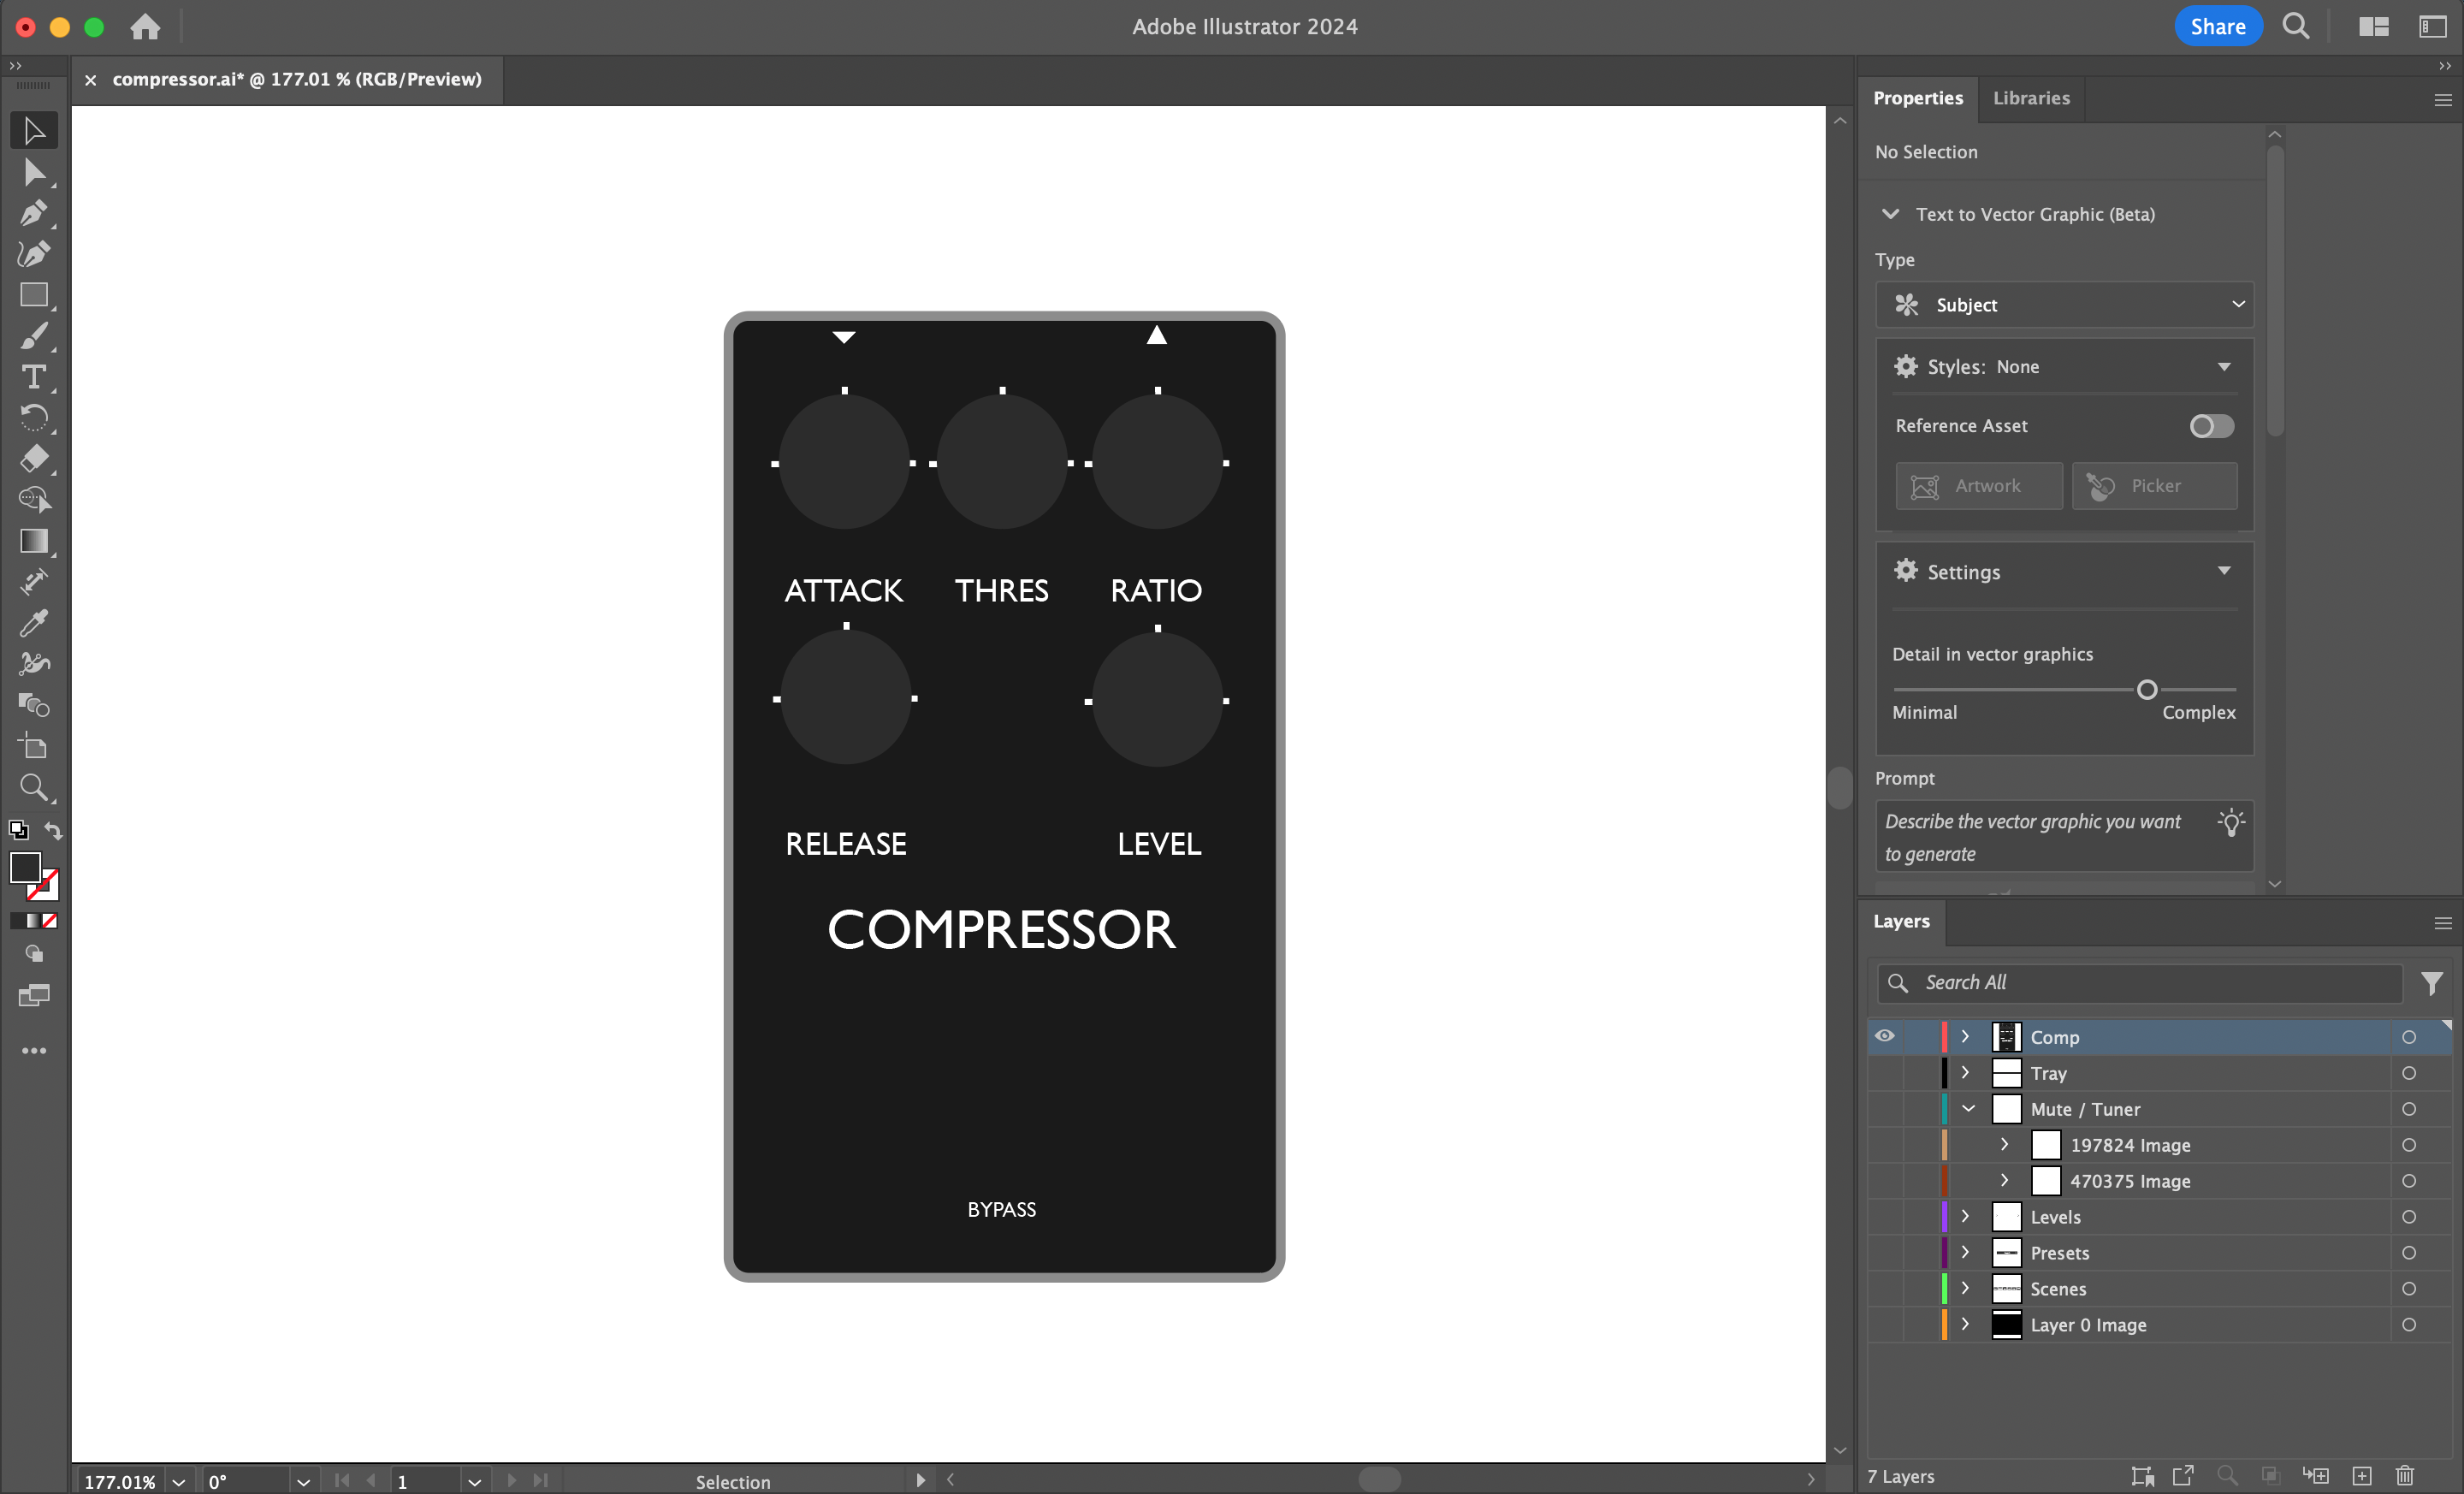 Adobe Illustrator 2024
Share
compressor.ai* @ 177.01 % (RGB/Preview)
Properties
Libraries
No Selection
Text to Vector Graphic (Beta)
Type
Subject
Styles: None
Reference Asset
Artwork
Picker
Settings
Detail in vector graphics
Minimal
Complex
Prompt
Describe the vector graphic you want
to generate
ATTACK
THRES
RATIO
RELEASE
LEVEL
COMPRESSOR
BYPASS
Layers
Search All
Comp
Tray
Mute / Tuner
197824 Image
470375 Image
Levels
Presets
Scenes
Layer 0 Image
7 Layers
177.01%
0°
1
Selection